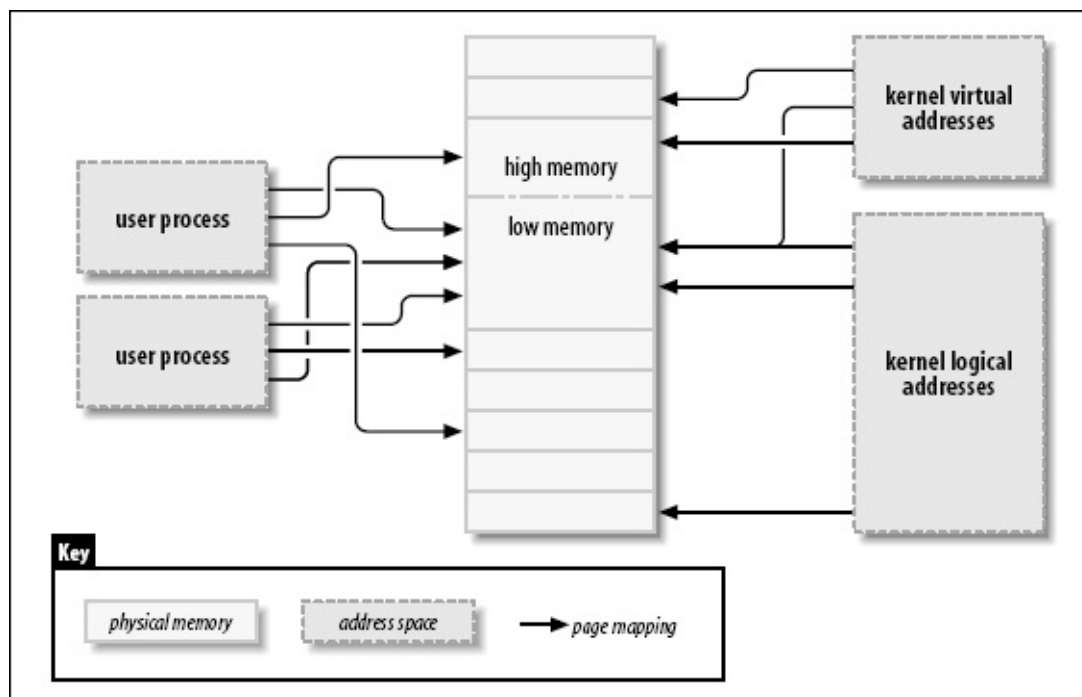 kernel virtual
addresses
high memory
user process
low memory
user process
kernel logical
addresses
Key
physical memory
address space
page mapping